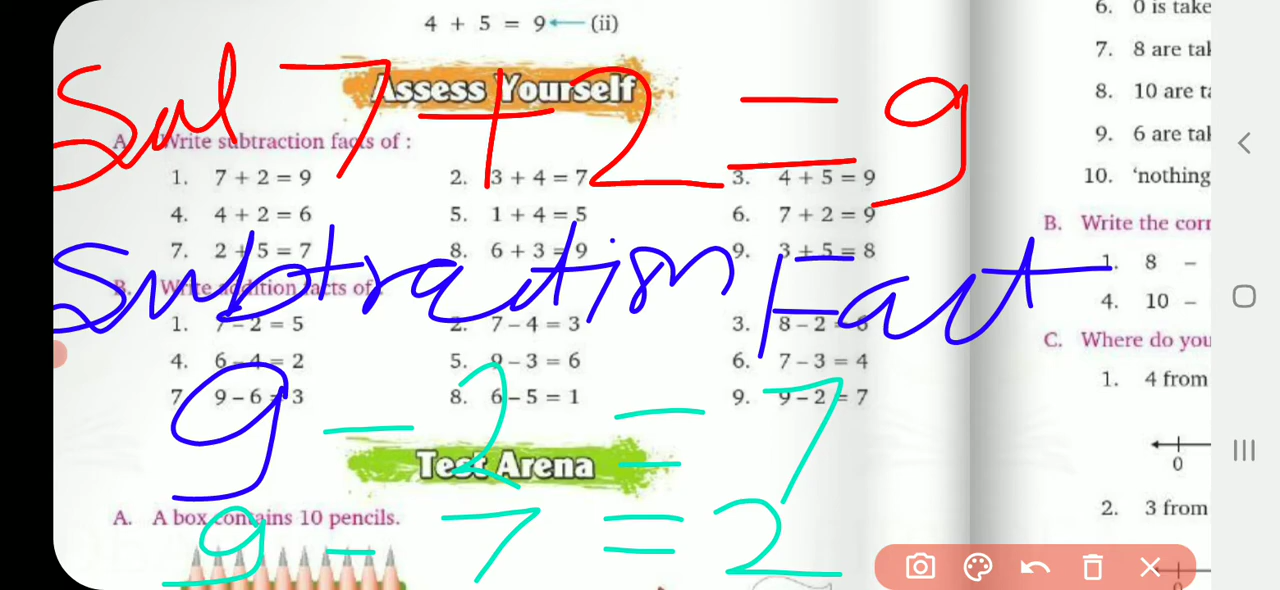 4 + 5 = 9 ← (ii)
Assess Yourself
Sul 7 + 2 = 9
A. Write subtraction facts of :
1. 7 + 2 = 9 2. 3 + 4 = 7 3. 4 + 5 = 9
4. 4 + 2 = 6 5. 1 + 4 = 5 6. 7 + 2 = 9
7. 2 + 5 = 7 8. 6 + 3 = 9 9. 3 + 5 = 8
Subtraction Fact
B. Write addition facts of
1. 7 – 2 = 5 2. 7 – 4 = 3 3. 8 – 2 = 6
4. 6 – 4 = 2 5. 9 – 3 = 6 6. 7 – 3 = 4
7. 9 – 6 = 3 8. 6 – 5 = 1 9. 9 – 2 = 7
9 – 2 = 7
Test Arena
A. A box contains 10 pencils.
9 – 7 = 2
6. 0 is take
7. 8 are tal
8. 10 are ta
9. 6 are tal
10. ‘nothing
B. Write the corr
1. 8 –
4. 10 –
C. Where do you
1. 4 from
0
2. 3 from
0